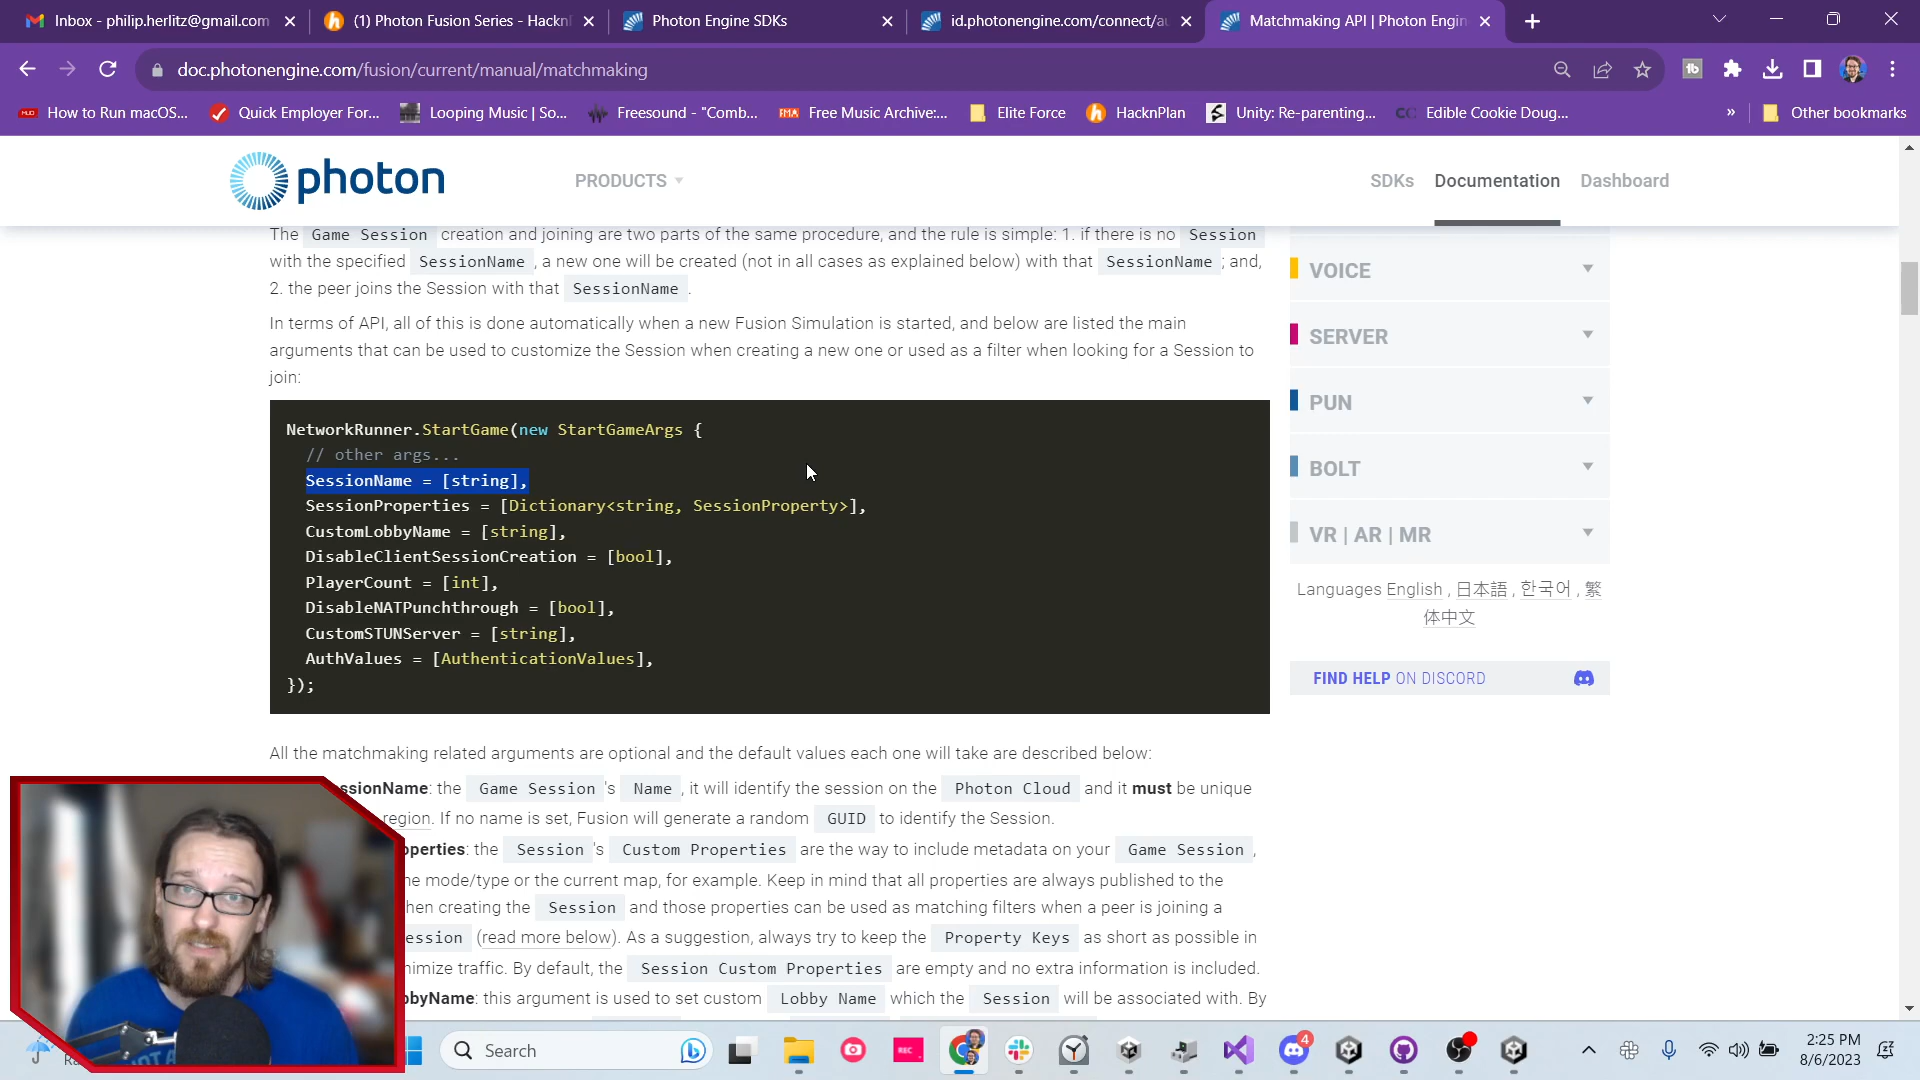 Inbox - philip.herlitz@gmail.com
(1) Photon Fusion Series - Hackn
Photon Engine SDKs
id.photonengine.com/connect/au
Matchmaking API | Photon Engin
doc.photonengine.com/fusion/current/manual/matchmaking
How to Run macOS...
Quick Employer For...
Looping Music | So...
Freesound - "Comb...
FMA Free Music Archive:...
Elite Force
HacknPlan
Unity: Re-parenting,...
CC Edible Cookie Doug...
»
Other bookmarks
photon
PRODUCTS
SDKs
Documentation
Dashboard
The Game Session creation and joining are two parts of the same procedure, and the rule is simple: 1. if there is no Session
with the specified SessionName , a new one will be created (not in all cases as explained below) with that SessionName ; and,
2. the peer joins the Session with that SessionName .
In terms of API, all of this is done automatically when a new Fusion Simulation is started, and below are listed the main
arguments that can be used to customize the Session when creating a new one or used as a filter when looking for a Session to
join:
NetworkRunner.StartGame(new StartGameArgs {
// other args...
SessionName = [string],
SessionProperties = [Dictionary<string, SessionProperty>],
CustomLobbyName = [string],
DisableClientSessionCreation = [bool],
PlayerCount = [int],
DisableNATPunchthrough = [bool],
CustomSTUNServer = [string],
AuthValues = [AuthenticationValues],
});
All the matchmaking related arguments are optional and the default values each one will take are described below:
ssionName: the Game Session 's Name , it will identify the session on the Photon Cloud and it must be unique
region. If no name is set, Fusion will generate a random GUID to identify the Session.
operties: the Session 's Custom Properties are the way to include metadata on your Game Session ,
ne mode/type or the current map, for example. Keep in mind that all properties are always published to the
hen creating the Session and those properties can be used as matching filters when a peer is joining a
ession (read more below). As a suggestion, always try to keep the Property Keys as short as possible in
nimize traffic. By default, the Session Custom Properties are empty and no extra information is included.
bbyName: this argument is used to set custom Lobby Name which the Session will be associated with. By
VOICE
SERVER
PUN
BOLT
VR | AR | MR
Languages English , 日本語 , 한국어 , 繁
体中文
FIND HELP ON DISCORD
Search
REC
4
2:25 PM
8/6/2023